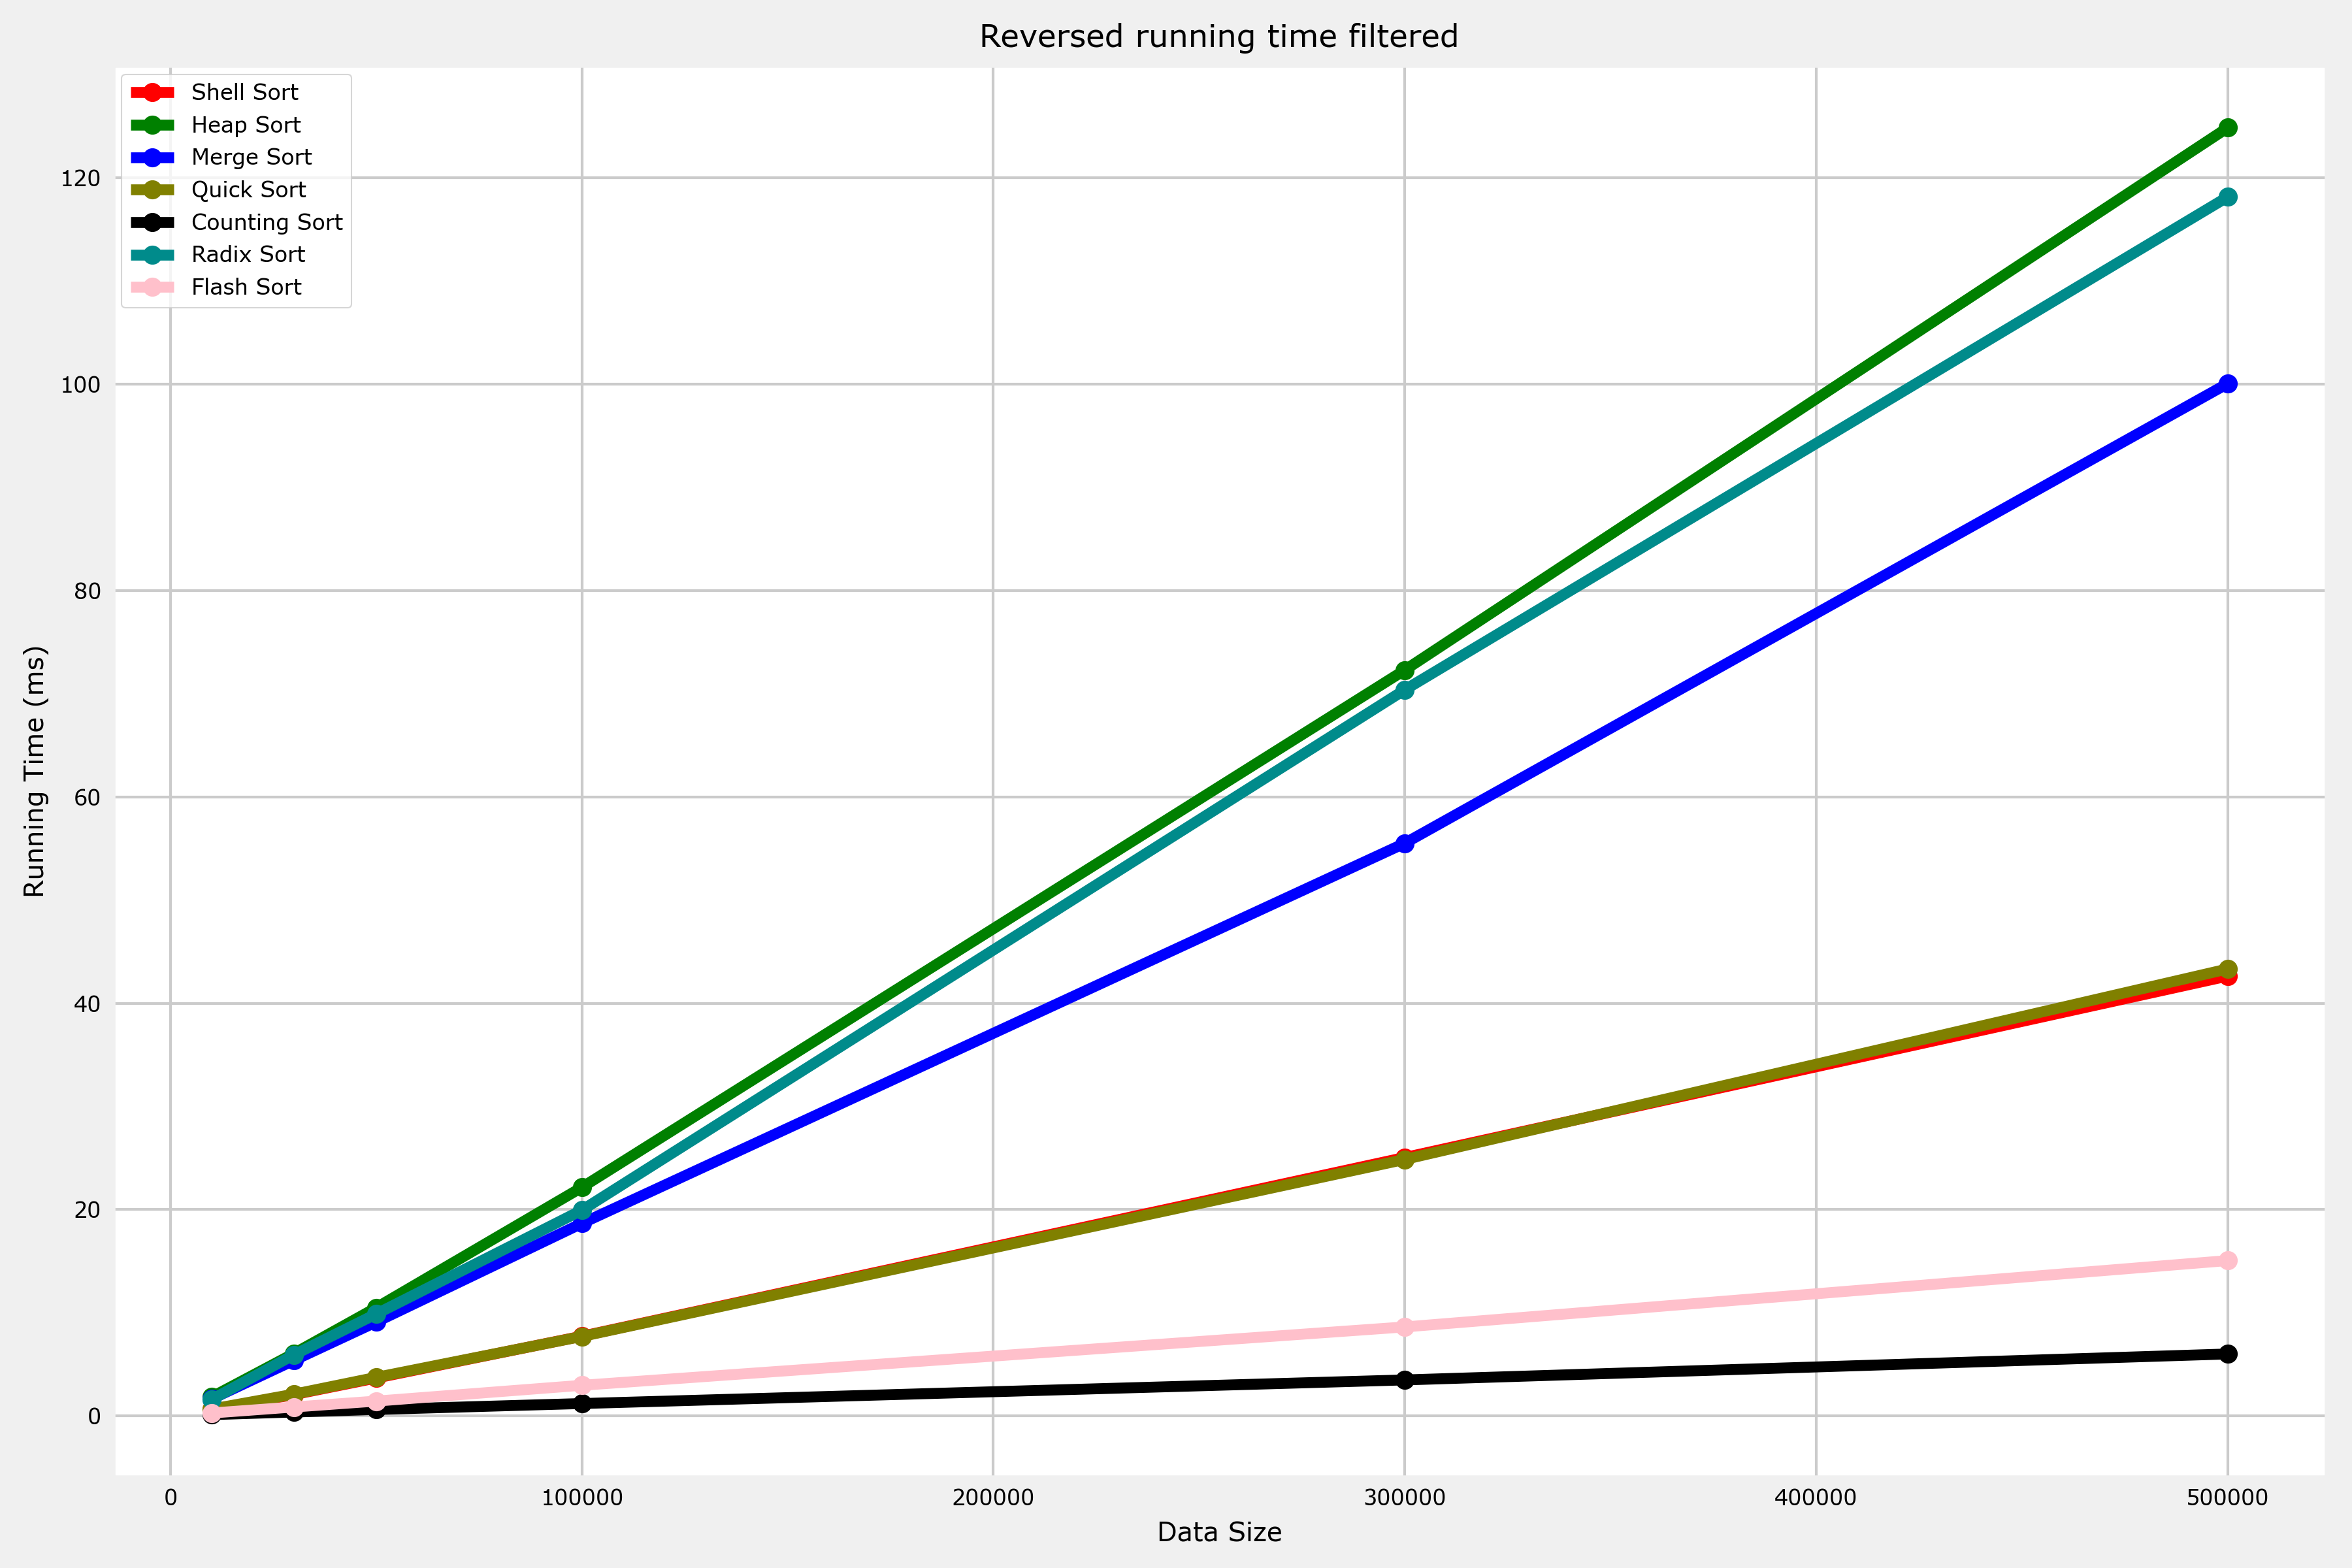 Reversed running time filtered
Shell Sort
Heap Sort
Merge Sort
Quick Sort
Counting Sort
Radix Sort
Flash Sort
120
100
80
60
40
20
0
Running Time (ms)
0 100000 200000 300000 400000 500000
Data Size